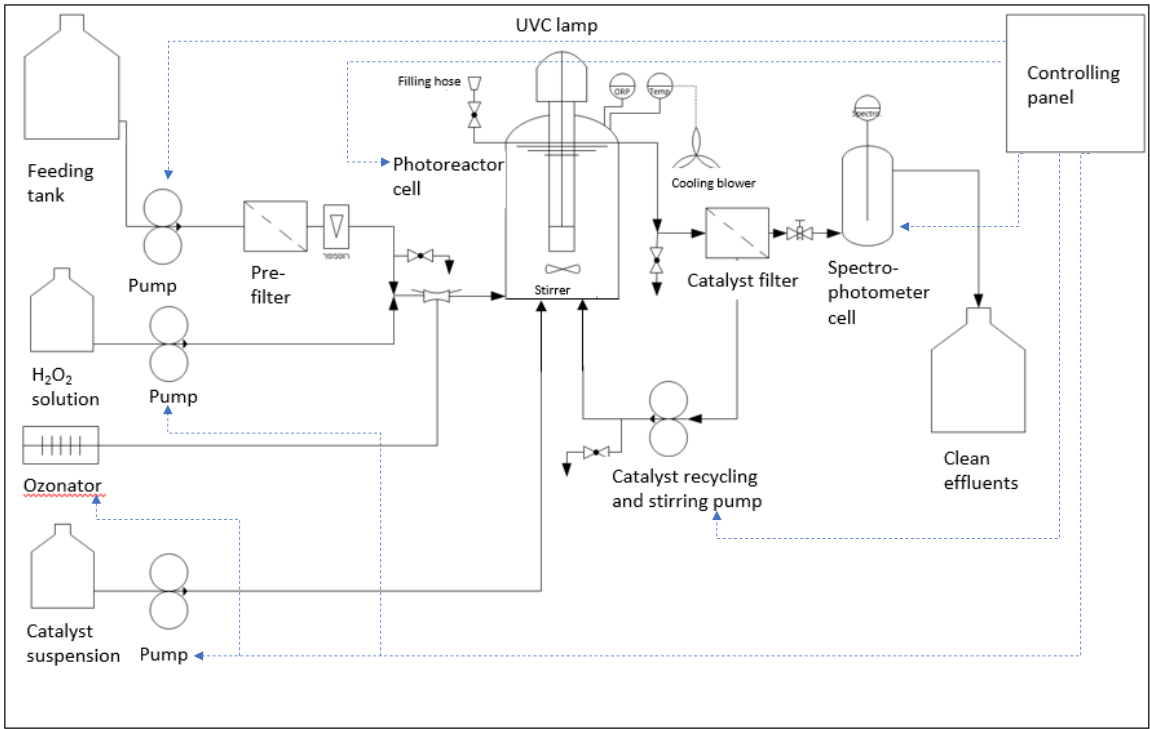 UVC lamp
Controlling
panel
Filling hose
ORP
Temp
Spectro.
Photoreactor
cell
Cooling blower
Feeding
tank
Pump
Pre-
filter
Stirrer
Catalyst filter
Spectro-
photometer
cell
H₂O₂
solution
Pump
Ozonator
Catalyst recycling
and stirring pump
Clean
effluents
Catalyst
suspension
Pump